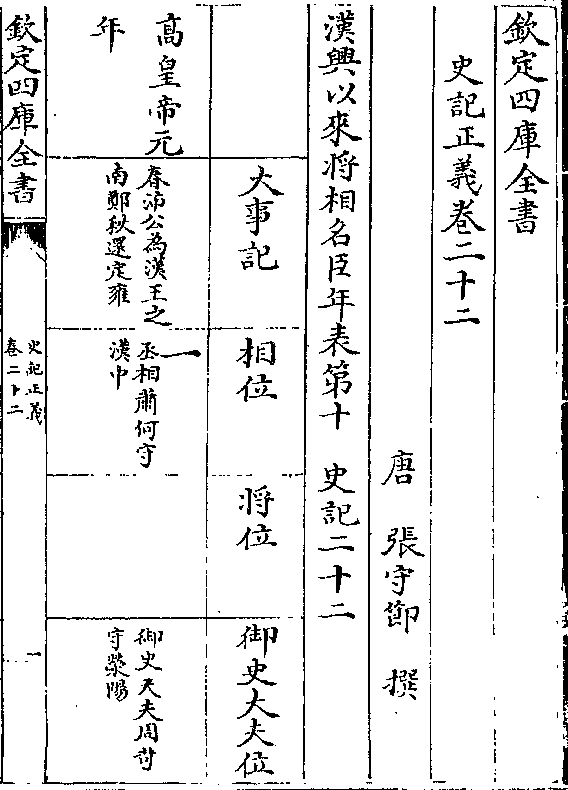 欽定四庫全書
史記正義卷二十二
唐 張守節 撰
漢興以來將相名臣年表第十 史記二十二
大事記
相位
將位
御史大夫位
高皇帝元
年
春沛公為漢王之
南鄭秋還定雍
一
丞相蕭何守
漢中
御史大夫周苛
守滎陽
欽定四庫全書
史記正義
卷二十二
一